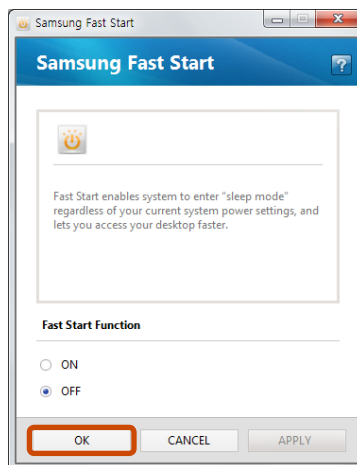 Samsung Fast Start
Samsung Fast Start
?
Fast Start enables system to enter "sleep mode"
regardless of your current system power settings, and
lets you access your desktop faster.
Fast Start Function
ON
OFF
OK CANCEL APPLY